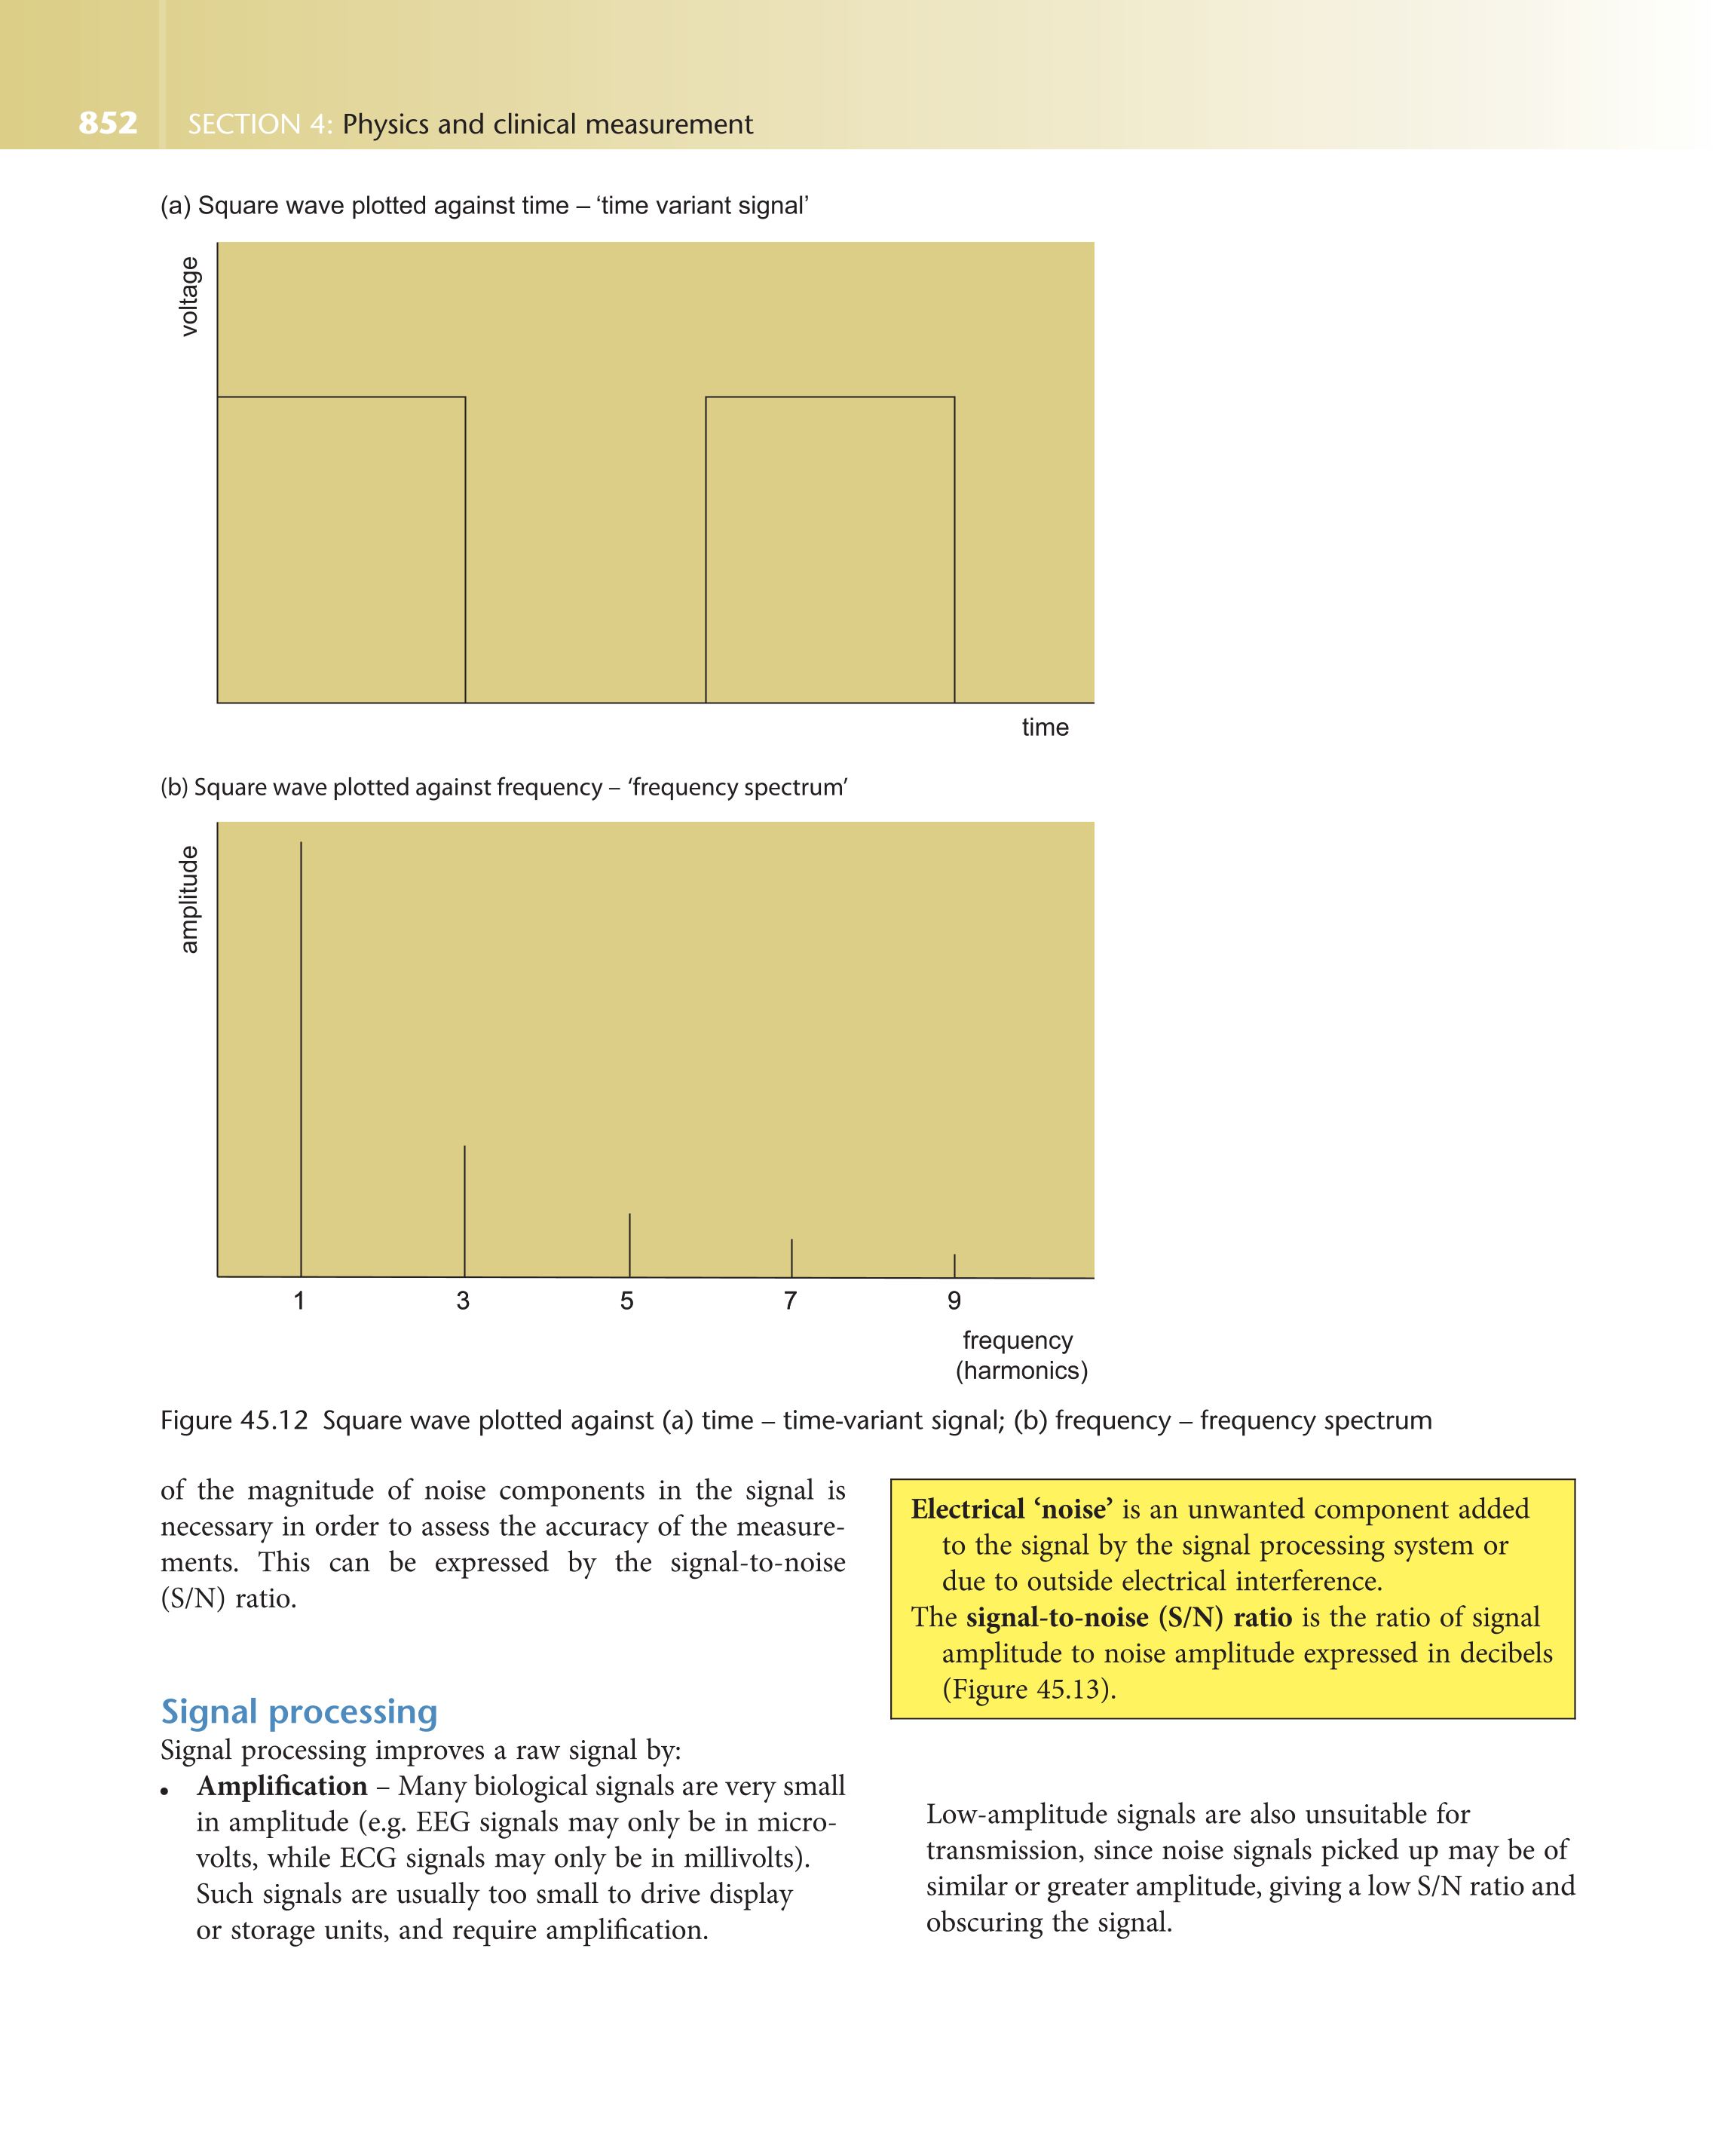 852 SECTION 4: Physics and clinical measurement
(a) Square wave plotted against time – ‘time variant signal’
voltage
time
(b) Square wave plotted against frequency – ‘frequency spectrum’
amplitude
1 3 5 7 9
frequency
(harmonics)
Figure 45.12 Square wave plotted against (a) time – time-variant signal; (b) frequency – frequency spectrum
of the magnitude of noise components in the signal is
necessary in order to assess the accuracy of the measure-
ments. This can be expressed by the signal-to-noise
(S/N) ratio.
Signal processing
Signal processing improves a raw signal by:
• Amplification – Many biological signals are very small
in amplitude (e.g. EEG signals may only be in micro-
volts, while ECG signals may only be in millivolts).
Such signals are usually too small to drive display
or storage units, and require amplification.
Electrical ‘noise’ is an unwanted component added
to the signal by the signal processing system or
due to outside electrical interference.
The signal-to-noise (S/N) ratio is the ratio of signal
amplitude to noise amplitude expressed in decibels
(Figure 45.13).
Low-amplitude signals are also unsuitable for
transmission, since noise signals picked up may be of
similar or greater amplitude, giving a low S/N ratio and
obscuring the signal.